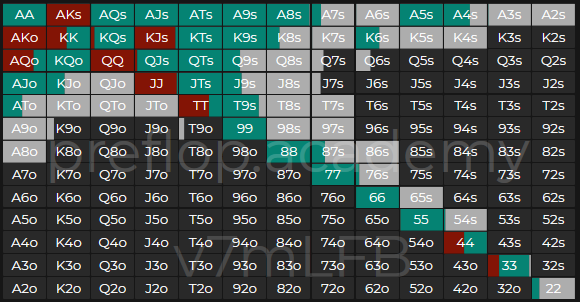 AA AKs AQs AJs ATs A9s A8s A7s A6s A5s A4s A3s A2s
AKo KK KQs KJs KTs K9s K8s K7s K6s K5s K4s K3s K2s
AQo KQo QQ QJs QTs Q9s Q8s Q7s Q6s Q5s Q4s Q3s Q2s
AJo KJo QJo JJ JTs J9s J8s J7s J6s J5s J4s J3s J2s
ATo KTo QTo JTo TT T9s T8s T7s T6s T5s T4s T3s T2s
A9o K9o Q9o J9o T9o 99 98s 97s 96s 95s 94s 93s 92s
A8o K8o Q8o J8o T8o 98o 88 87s 86s 85s 84s 83s 82s
preflop.academy
A7o K7o Q7o J7o T7o 97o 87o 77 76s 75s 74s 73s 72s
A6o K6o Q6o J6o T6o 96o 86o 76o 66 65s 64s 63s 62s
A5o K5o Q5o J5o T5o 95o 85o 75o 65o 55 54s 53s 52s
A4o K4o Q4o J4o T4o 94o 84o 74o 64o 54o 44 43s 42s
v7mLFB
A3o K3o Q3o J3o T3o 93o 83o 73o 63o 53o 43o 33 32s
A2o K2o Q2o J2o T2o 92o 82o 72o 62o 52o 42o 32o 22